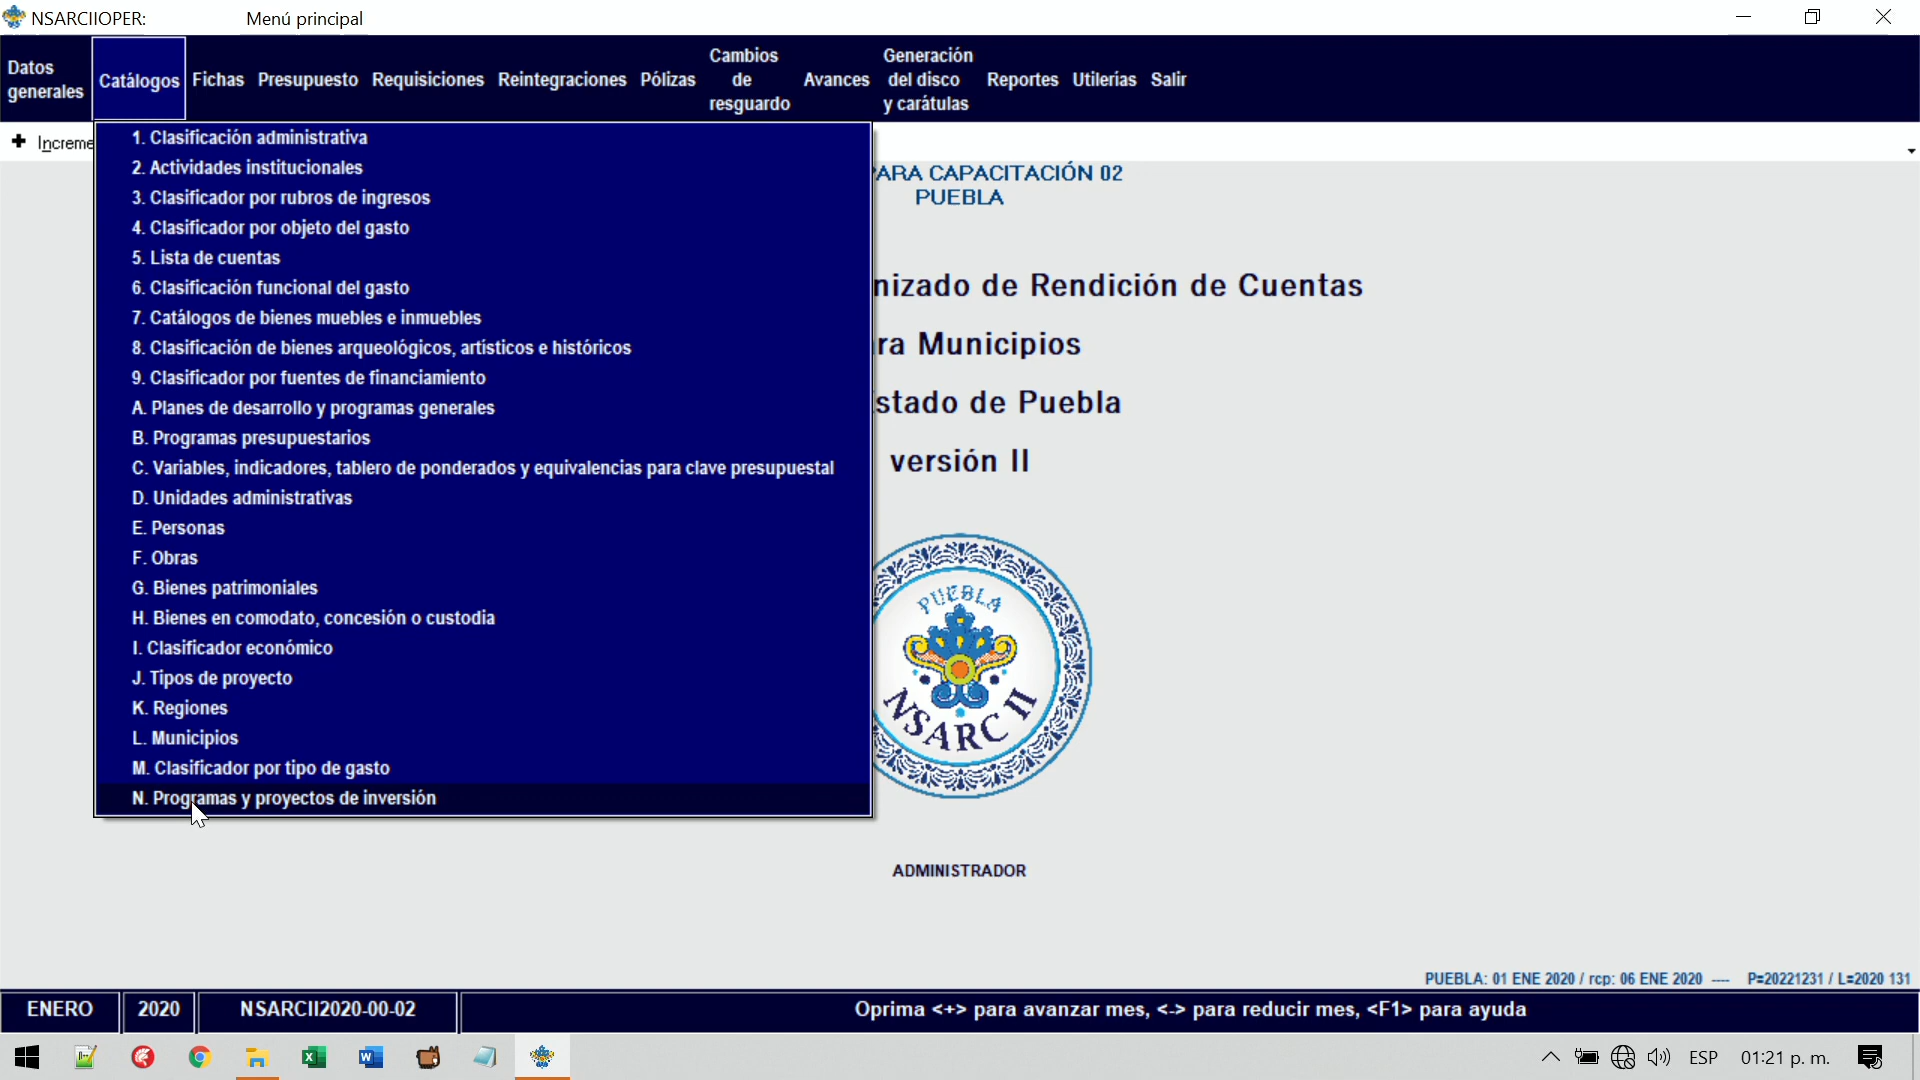 NSARCIIOPER: Menú principal
Datos generales
Catálogos
Fichas
Presupuesto
Requisiciones
Reintegraciones
Pólizas
Cambios de resguardo
Avances
Generación del disco y carátulas
Reportes
Utilerías
Salir
Increme
1. Clasificación administrativa
2. Actividades institucionales
3. Clasificador por rubros de ingresos
4. Clasificador por objeto del gasto
5. Lista de cuentas
6. Clasificación funcional del gasto
7. Catálogos de bienes muebles e inmuebles
8. Clasificación de bienes arqueológicos, artísticos e históricos
9. Clasificador por fuentes de financiamiento
A. Planes de desarrollo y programas generales
B. Programas presupuestarios
C. Variables, indicadores, tablero de ponderados y equivalencias para clave presupuestal
D. Unidades administrativas
E. Personas
F. Obras
G. Bienes patrimoniales
H. Bienes en comodato, concesión o custodia
I. Clasificador económico
J. Tipos de proyecto
K. Regiones
L. Municipios
M. Clasificador por tipo de gasto
N. Programas y proyectos de inversión
ARA CAPACITACIÓN 02
PUEBLA
nizado de Rendición de Cuentas
ra Municipios
stado de Puebla
versión II
PUEBLA
NSARC II
ADMINISTRADOR
PUEBLA: 01 ENE 2020 / rcp: 06 ENE 2020 ---- P=20221231 / L=2020 131
ENERO 2020 NSARCII2020-00-02 Oprima <+> para avanzar mes, <-> para reducir mes, <F1> para ayuda
ESP 01:21 p. m.